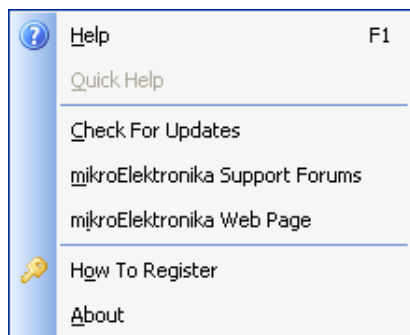 Help F1
Quick Help
Check For Updates
mikroElektronika Support Forums
mikroElektronika Web Page
How To Register
About